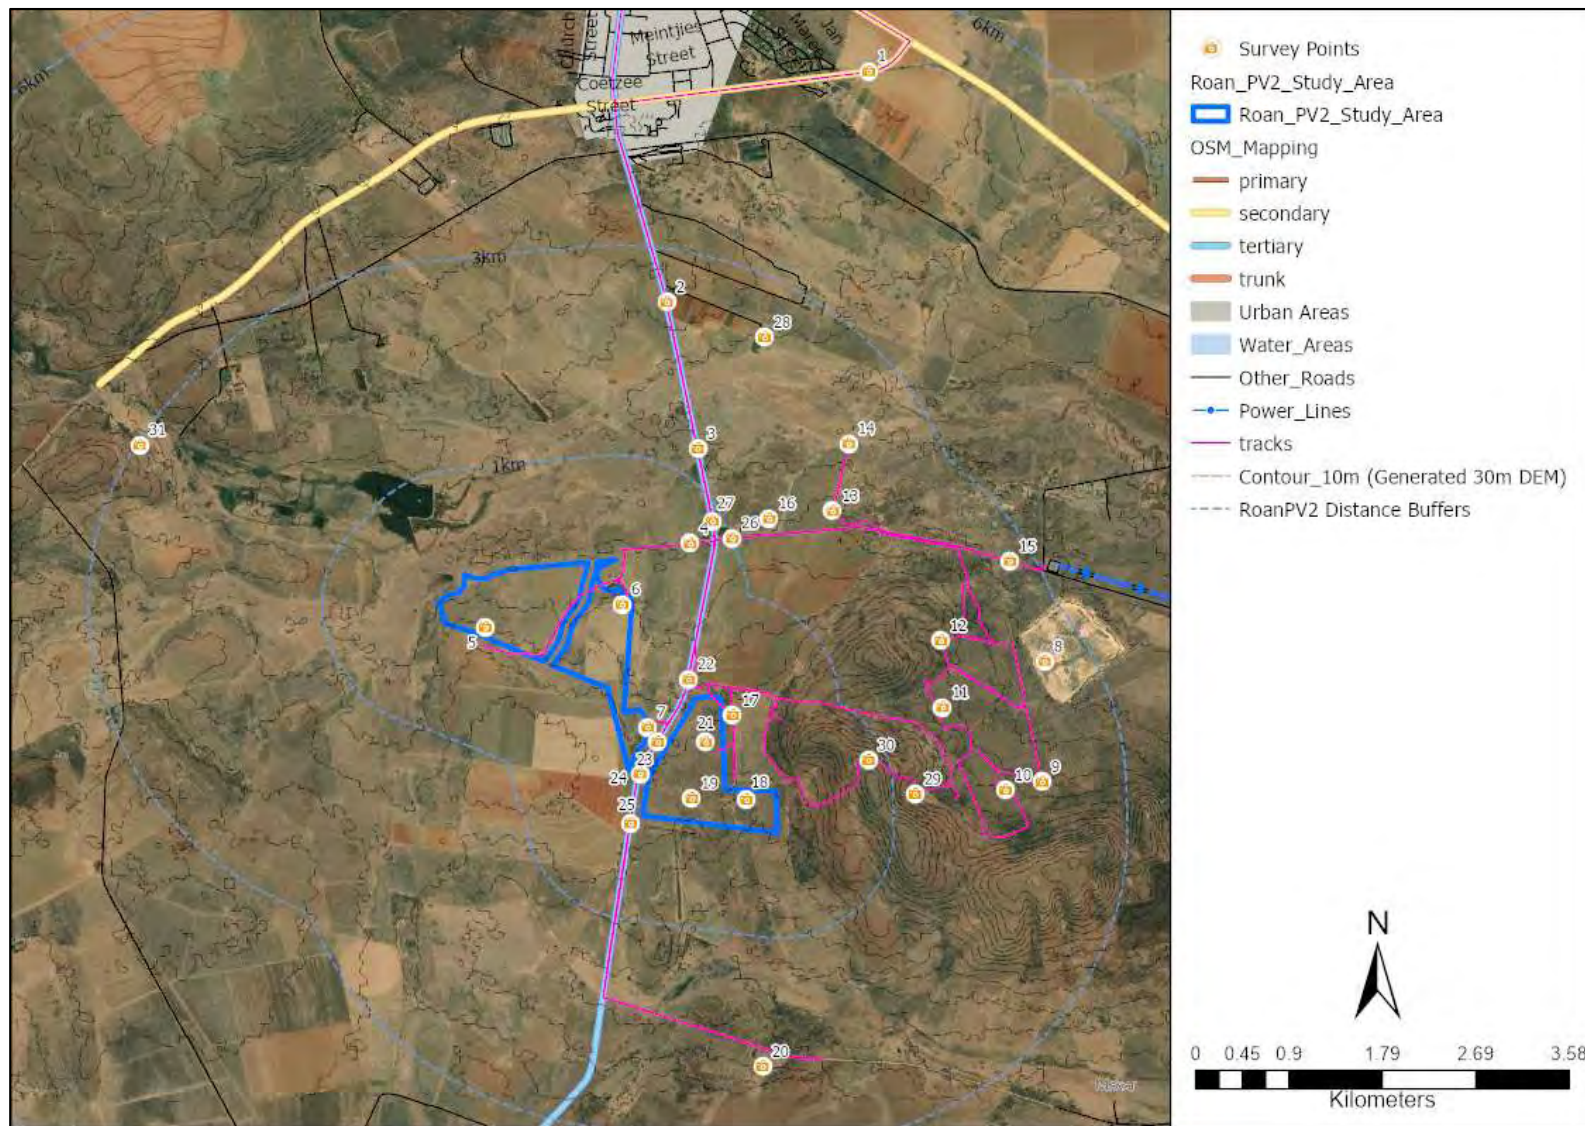 6km
Church
Street
Meintjies
Street
Maree
Street
Jan
6km
1
Coetzee
Street
3km
2
28
31
3
14
1km
27
16
13
4
26
15
6
5
12
8
22
11
7
17
21
23
30
24
19
18
29
10
9
25
20
Maxar
Survey Points
Roan_PV2_Study_Area
Roan_PV2_Study_Area
OSM_Mapping
primary
secondary
tertiary
trunk
Urban Areas
Water_Areas
Other_Roads
Power_Lines
tracks
Contour_10m (Generated 30m DEM)
RoanPV2 Distance Buffers
N
0 0.45 0.9 1.79 2.69 3.58
Kilometers